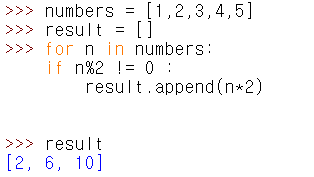 >>> numbers = [1,2,3,4,5]
>>> result = []
>>> for n in numbers:
    if n%2 != 0 :
        result.append(n*2)
>>> result
[2, 6, 10]